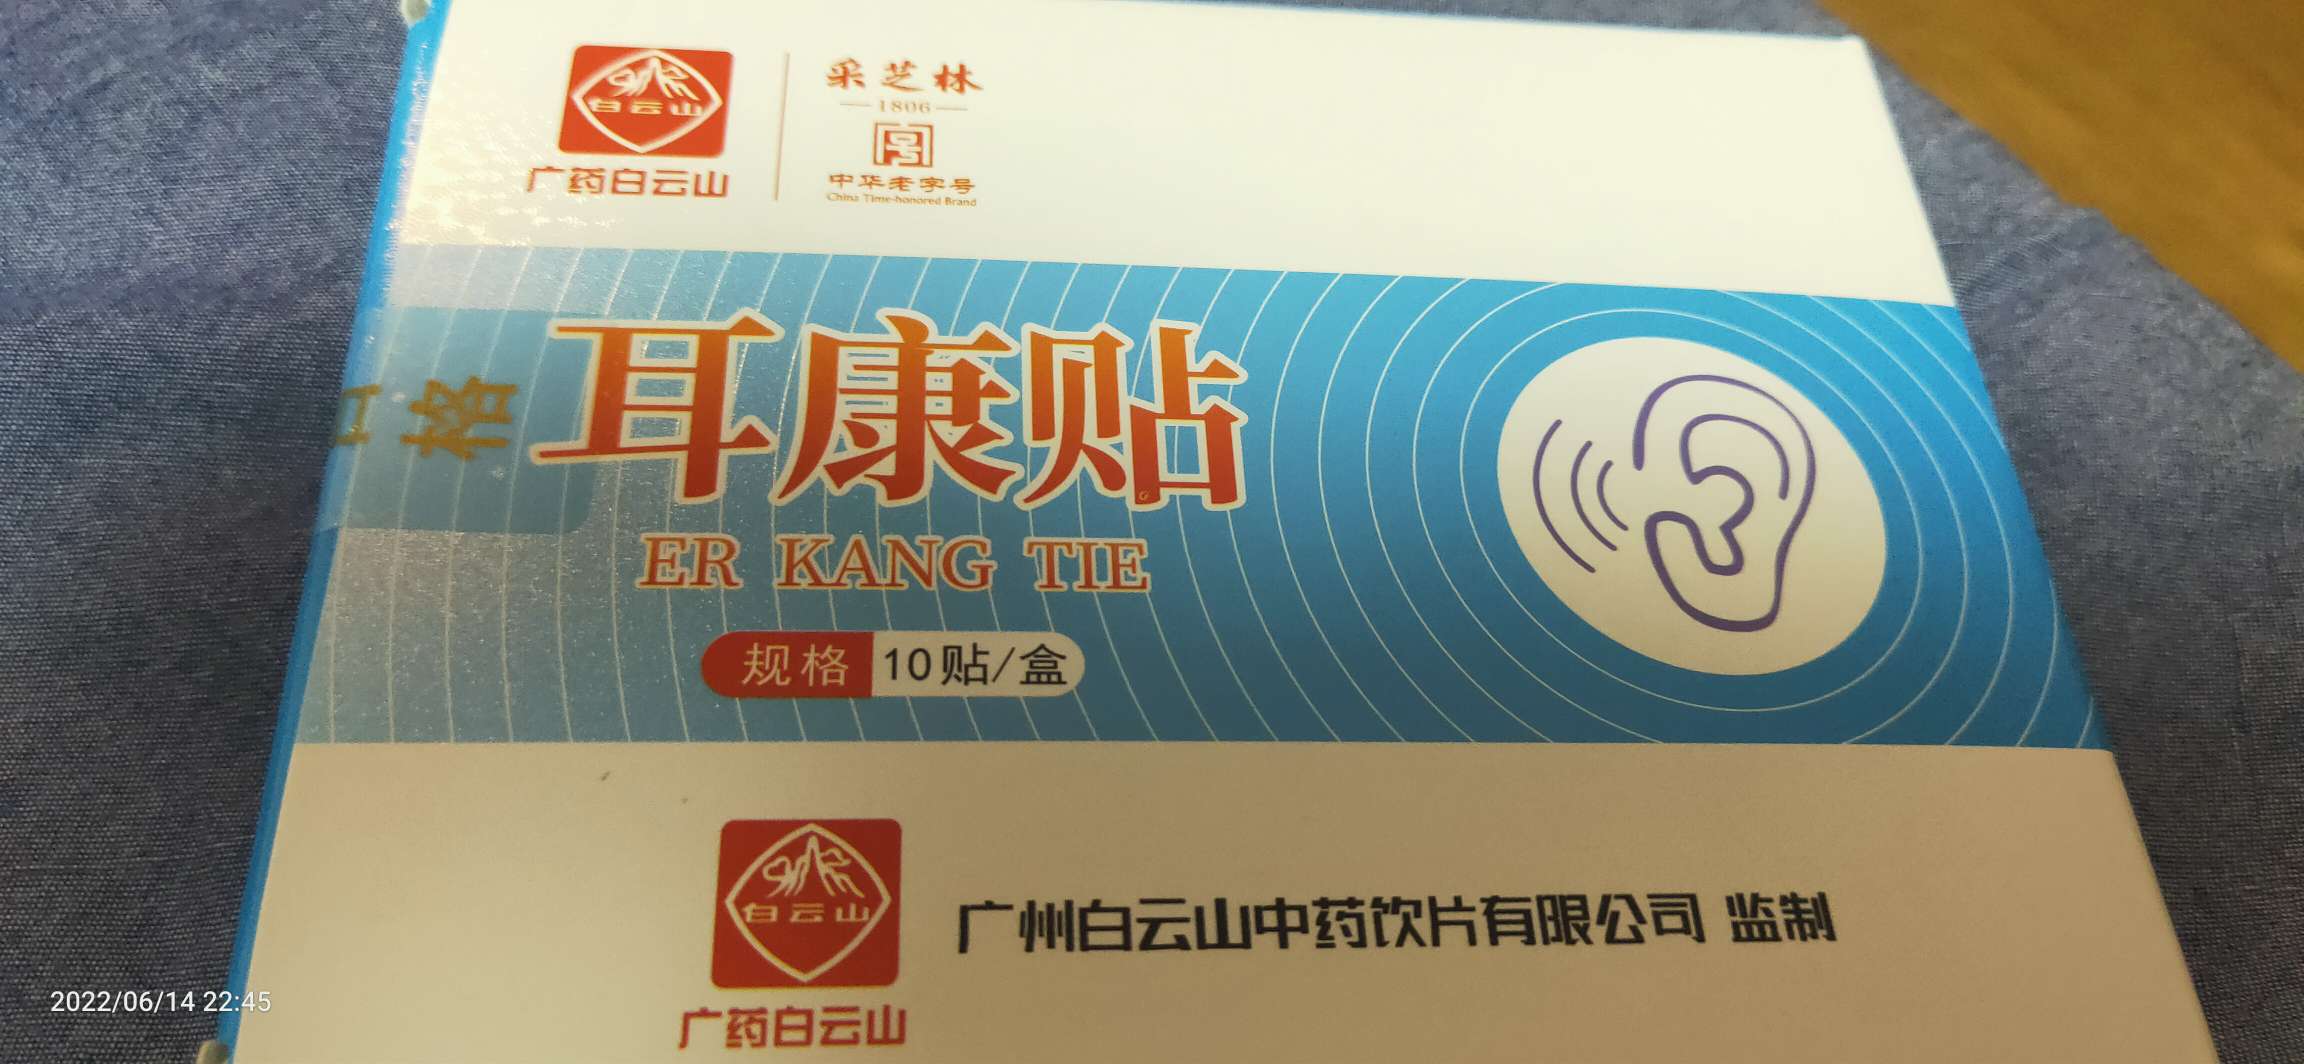 白云山
广药白云山
采芝林
1806
中华老字号
China Time-honored Brand
格
耳康贴
ER KANG TIE
规格 10贴/盒
白云山
广药白云山
广州白云山中药饮片有限公司 监制
2022/06/14 22:45